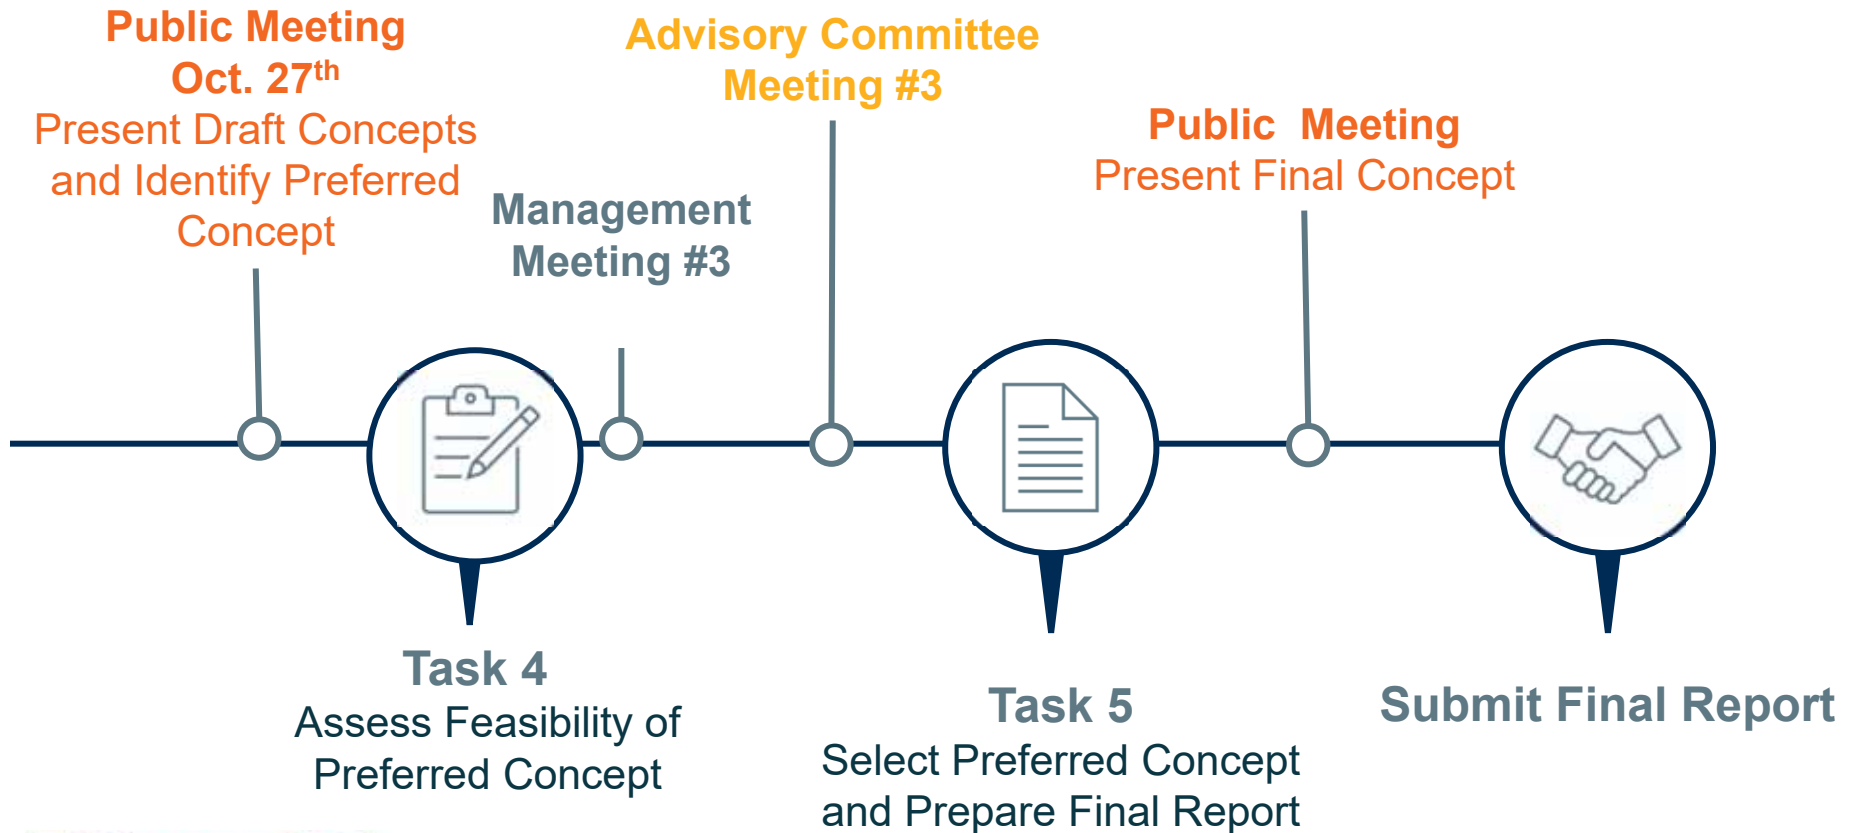 Public Meeting
Oct. 27th
Present Draft Concepts
and Identify Preferred
Concept
Management
Meeting #3
Advisory Committee
Meeting #3
Public Meeting
Present Final Concept
Task 4
Assess Feasibility of
Preferred Concept
Task 5
Select Preferred Concept
and Prepare Final Report
Submit Final Report